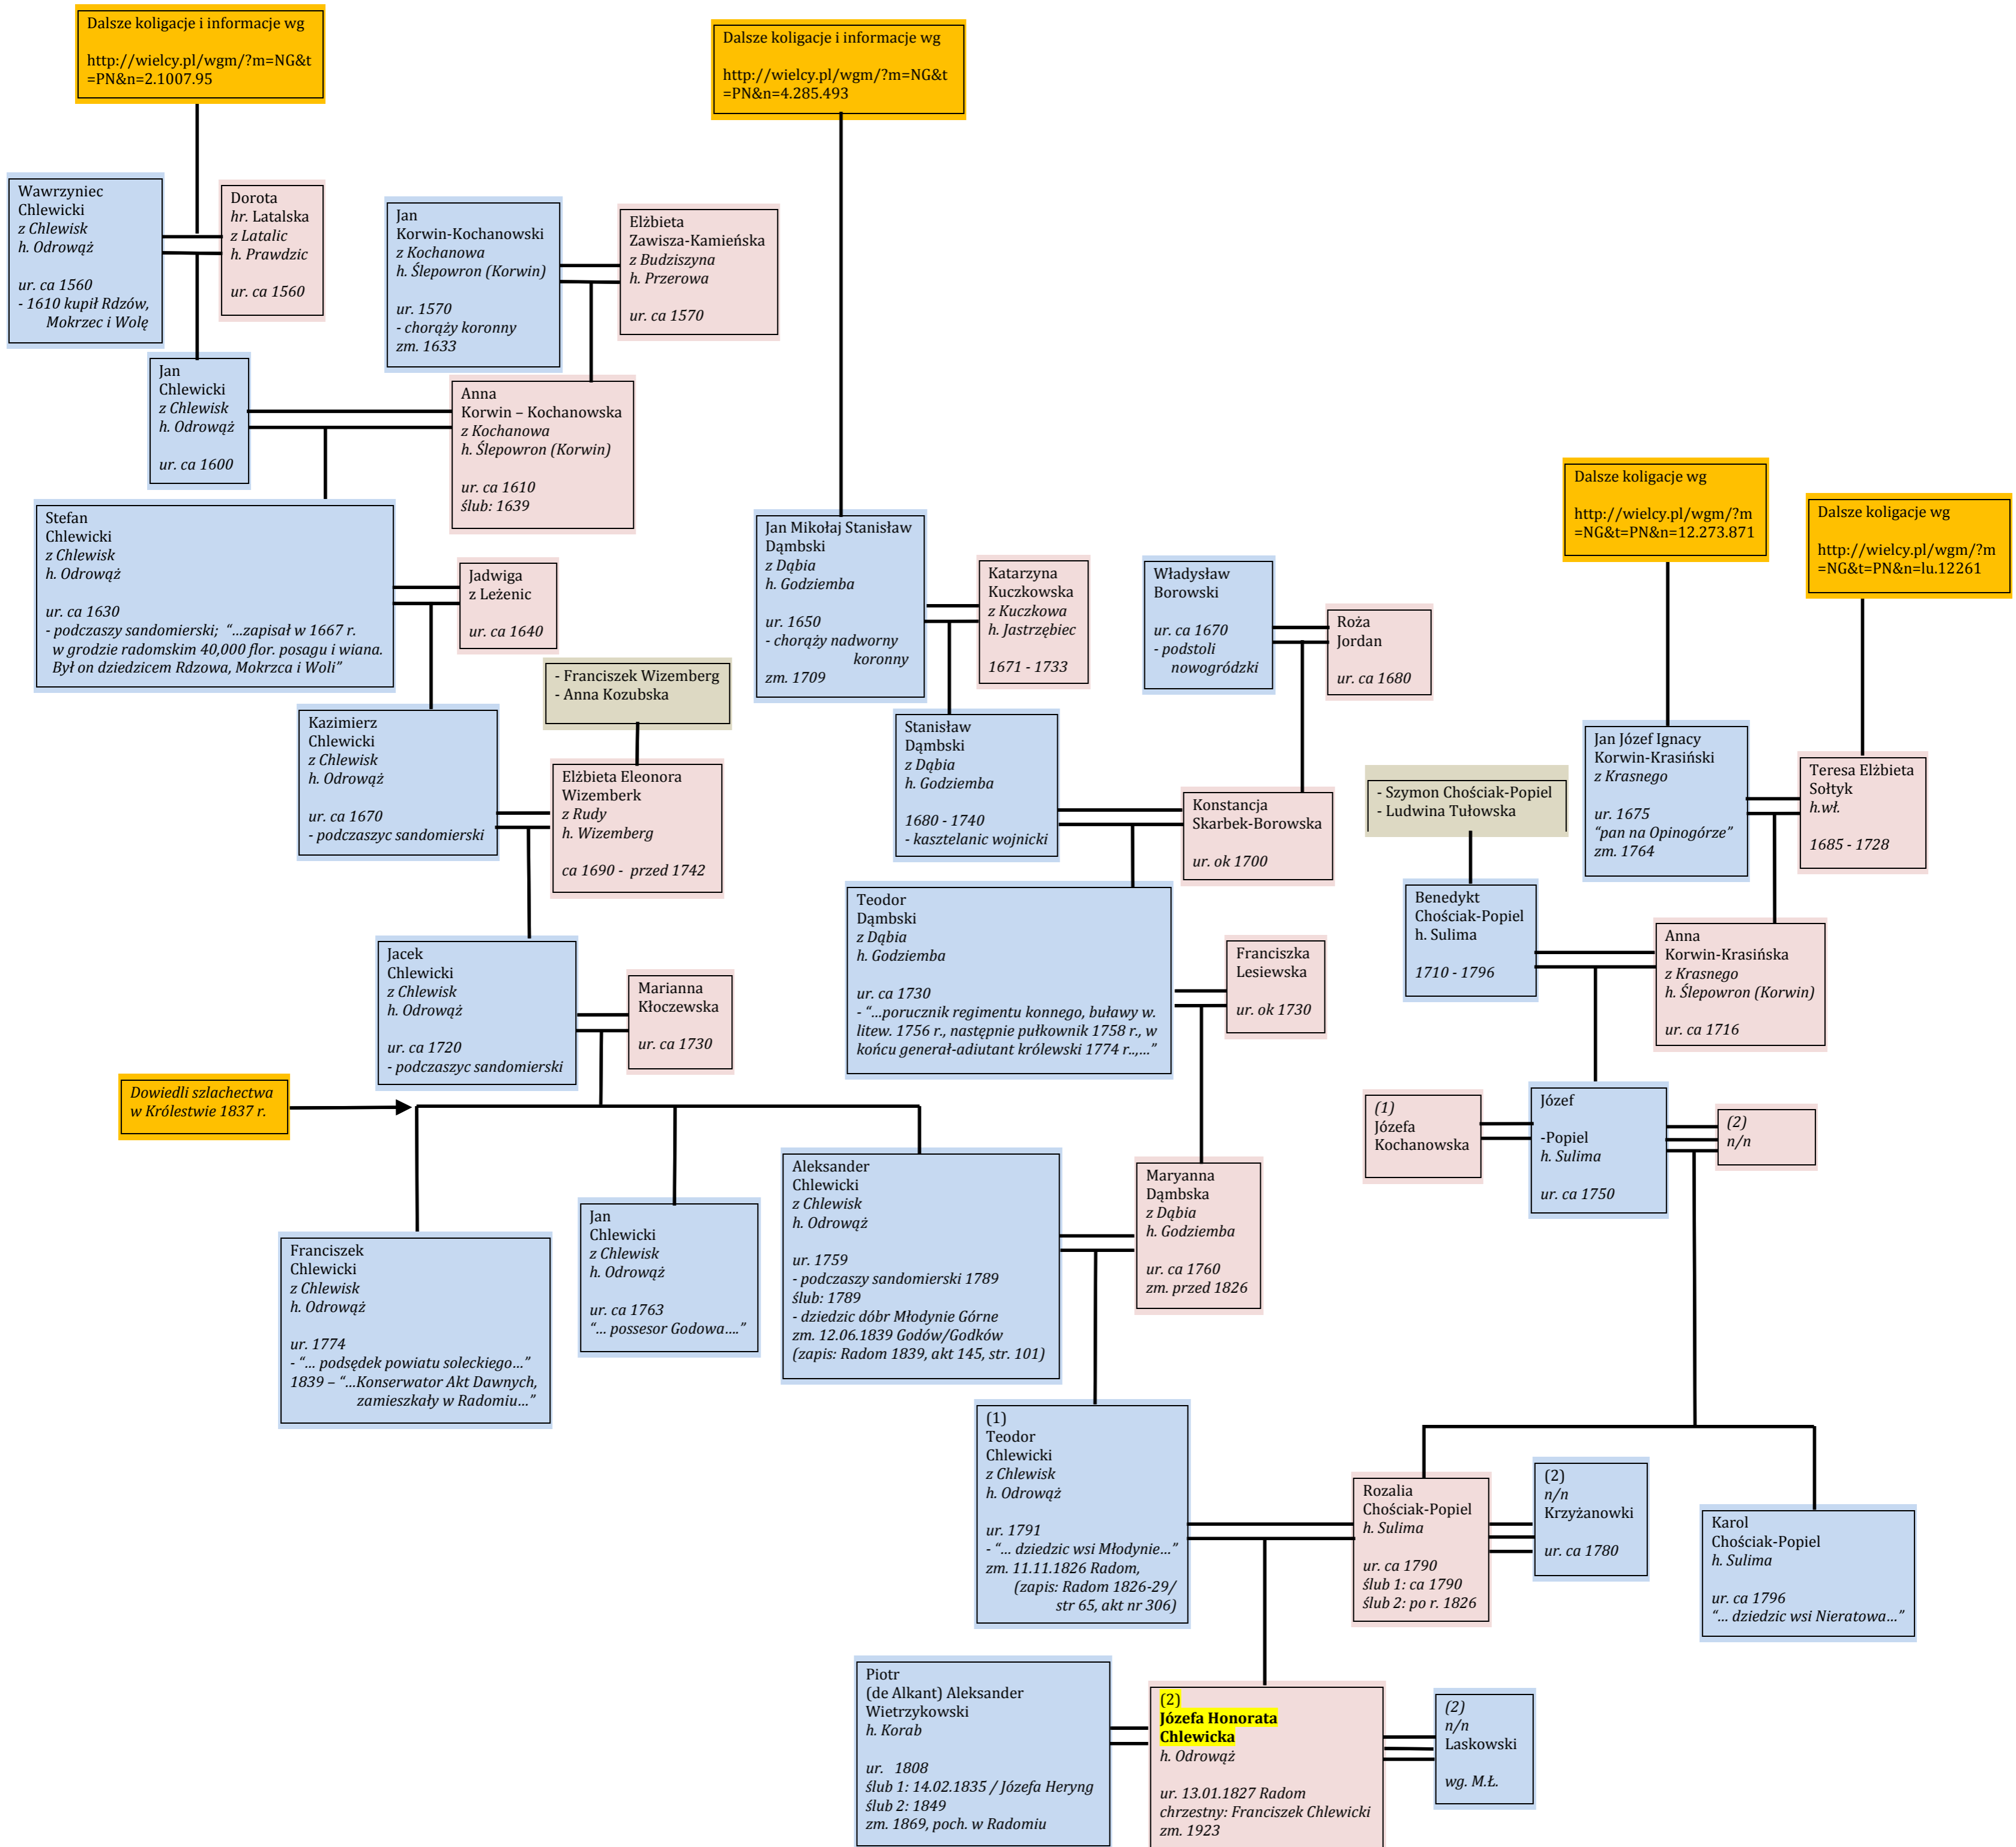 Dalsze koligacje i informacje wg
http://wielcy.pl/wgm/?m=NG&t
=PN&n=2.1007.95
Dalsze koligacje i informacje wg
http://wielcy.pl/wgm/?m=NG&t
=PN&n=4.285.493
Wawrzyniec
Chlewicki
z Chlewisk
h. Odrowąż
ur. ca 1560
- 1610 kupił Rdzów,
Mokrzec i Wolę
Dorota
hr. Latalska
z Latalic
h. Prawdzic
ur. ca 1560
Jan
Korwin-Kochanowski
z Kochanowa
h. Ślepowron (Korwin)
ur. 1570
- chorąży koronny
zm. 1633
Elżbieta
Zawisza-Kamieńska
z Budziszyna
h. Przerowa
ur. ca 1570
Jan
Chlewicki
z Chlewisk
h. Odrowąż
ur. ca 1600
Anna
Korwin – Kochanowska
z Kochanowa
h. Ślepowron (Korwin)
ur. ca 1610
ślub: 1639
Dalsze koligacje wg
http://wielcy.pl/wgm/?m
=NG&t=PN&n=12.273.871
Dalsze koligacje wg
http://wielcy.pl/wgm/?m
=NG&t=PN&n=lu.12261
Stefan
Chlewicki
z Chlewisk
h. Odrowąż
ur. ca 1630
- podczaszy sandomierski; “...zapisał w 1667 r.
w grodzie radomskim 40,000 flor. posagu i wiana.
Był on dziedzicem Rdzowa, Mokrzca i Woli”
Jadwiga
z Leżenic
ur. ca 1640
Jan Mikołaj Stanisław
Dąmbski
z Dąbia
h. Godziemba
ur. 1650
- chorąży nadworny
koronny
zm. 1709
Katarzyna
Kuczkowska
z Kuczkowa
h. Jastrzębiec
1671 - 1733
Władysław
Borowski
ur. ca 1670
- podstoli
nowogródzki
Roża
Jordan
ur. ca 1680
- Franciszek Wizemberg
- Anna Kozubska
Kazimierz
Chlewicki
z Chlewisk
h. Odrowąż
ur. ca 1670
- podczaszyc sandomierski
Elżbieta Eleonora
Wizemberk
z Rudy
h. Wizemberg
ca 1690 - przed 1742
Stanisław
Dąmbski
z Dąbia
h. Godziemba
1680 - 1740
- kasztelanic wojnicki
Konstancja
Skarbek-Borowska
ur. ok 1700
- Szymon Chościak-Popiel
- Ludwina Tułowska
Jan Józef Ignacy
Korwin-Krasiński
z Krasnego
ur. 1675
“pan na Opinogórze”
zm. 1764
Teresa Elżbieta
Sołtyk
h.wł.
1685 - 1728
Jacek
Chlewicki
z Chlewisk
h. Odrowąż
ur. ca 1720
- podczaszyc sandomierski
Marianna
Kłoczewska
ur. ca 1730
Teodor
Dąmbski
z Dąbia
h. Godziemba
ur. ca 1730
- “...porucznik regimentu konnego, buławy w.
litew. 1756 r., następnie pułkownik 1758 r., w
końcu generał-adiutant królewski 1774 r..,...”
Franciszka
Lesiewska
ur. ok 1730
Benedykt
Chościak-Popiel
h. Sulima
1710 - 1796
Anna
Korwin-Krasińska
z Krasnego
h. Ślepowron (Korwin)
ur. ca 1716
Dowiedli szlachectwa
w Królestwie 1837 r.
(1)
Józefa
Kochanowska
Józef
-Popiel
h. Sulima
ur. ca 1750
(2)
n/n
Franciszek
Chlewicki
z Chlewisk
h. Odrowąż
ur. 1774
- “... podsędek powiatu soleckiego...”
1839 – “...Konserwator Akt Dawnych,
zamieszkały w Radomiu...”
Jan
Chlewicki
z Chlewisk
h. Odrowąż
ur. ca 1763
“... possesor Godowa....”
Aleksander
Chlewicki
z Chlewisk
h. Odrowąż
ur. 1759
- podczaszy sandomierski 1789
ślub: 1789
- dziedzic dóbr Młodynie Górne
zm. 12.06.1839 Godów/Godków
(zapis: Radom 1839, akt 145, str. 101)
Maryanna
Dąmbska
z Dąbia
h. Godziemba
ur. ca 1760
zm. przed 1826
(1)
Teodor
Chlewicki
z Chlewisk
h. Odrowąż
ur. 1791
- “... dziedzic wsi Młodynie...”
zm. 11.11.1826 Radom,
(zapis: Radom 1826-29/
str 65, akt nr 306)
Rozalia
Chościak-Popiel
h. Sulima
ur. ca 1790
ślub 1: ca 1790
ślub 2: po r. 1826
(2)
n/n
Krzyżanowki
ur. ca 1780
Karol
Chościak-Popiel
h. Sulima
ur. ca 1796
“... dziedzic wsi Nieratowa...”
Piotr
(de Alkant) Aleksander
Wietrzykowski
h. Korab
ur. 1808
ślub 1: 14.02.1835 / Józefa Heryng
ślub 2: 1849
zm. 1869, poch. w Radomiu
(2)
Józefa Honorata
Chlewicka
h. Odrowąż
ur. 13.01.1827 Radom
chrzestny: Franciszek Chlewicki
zm. 1923
(2)
n/n
Laskowski
wg. M.Ł.